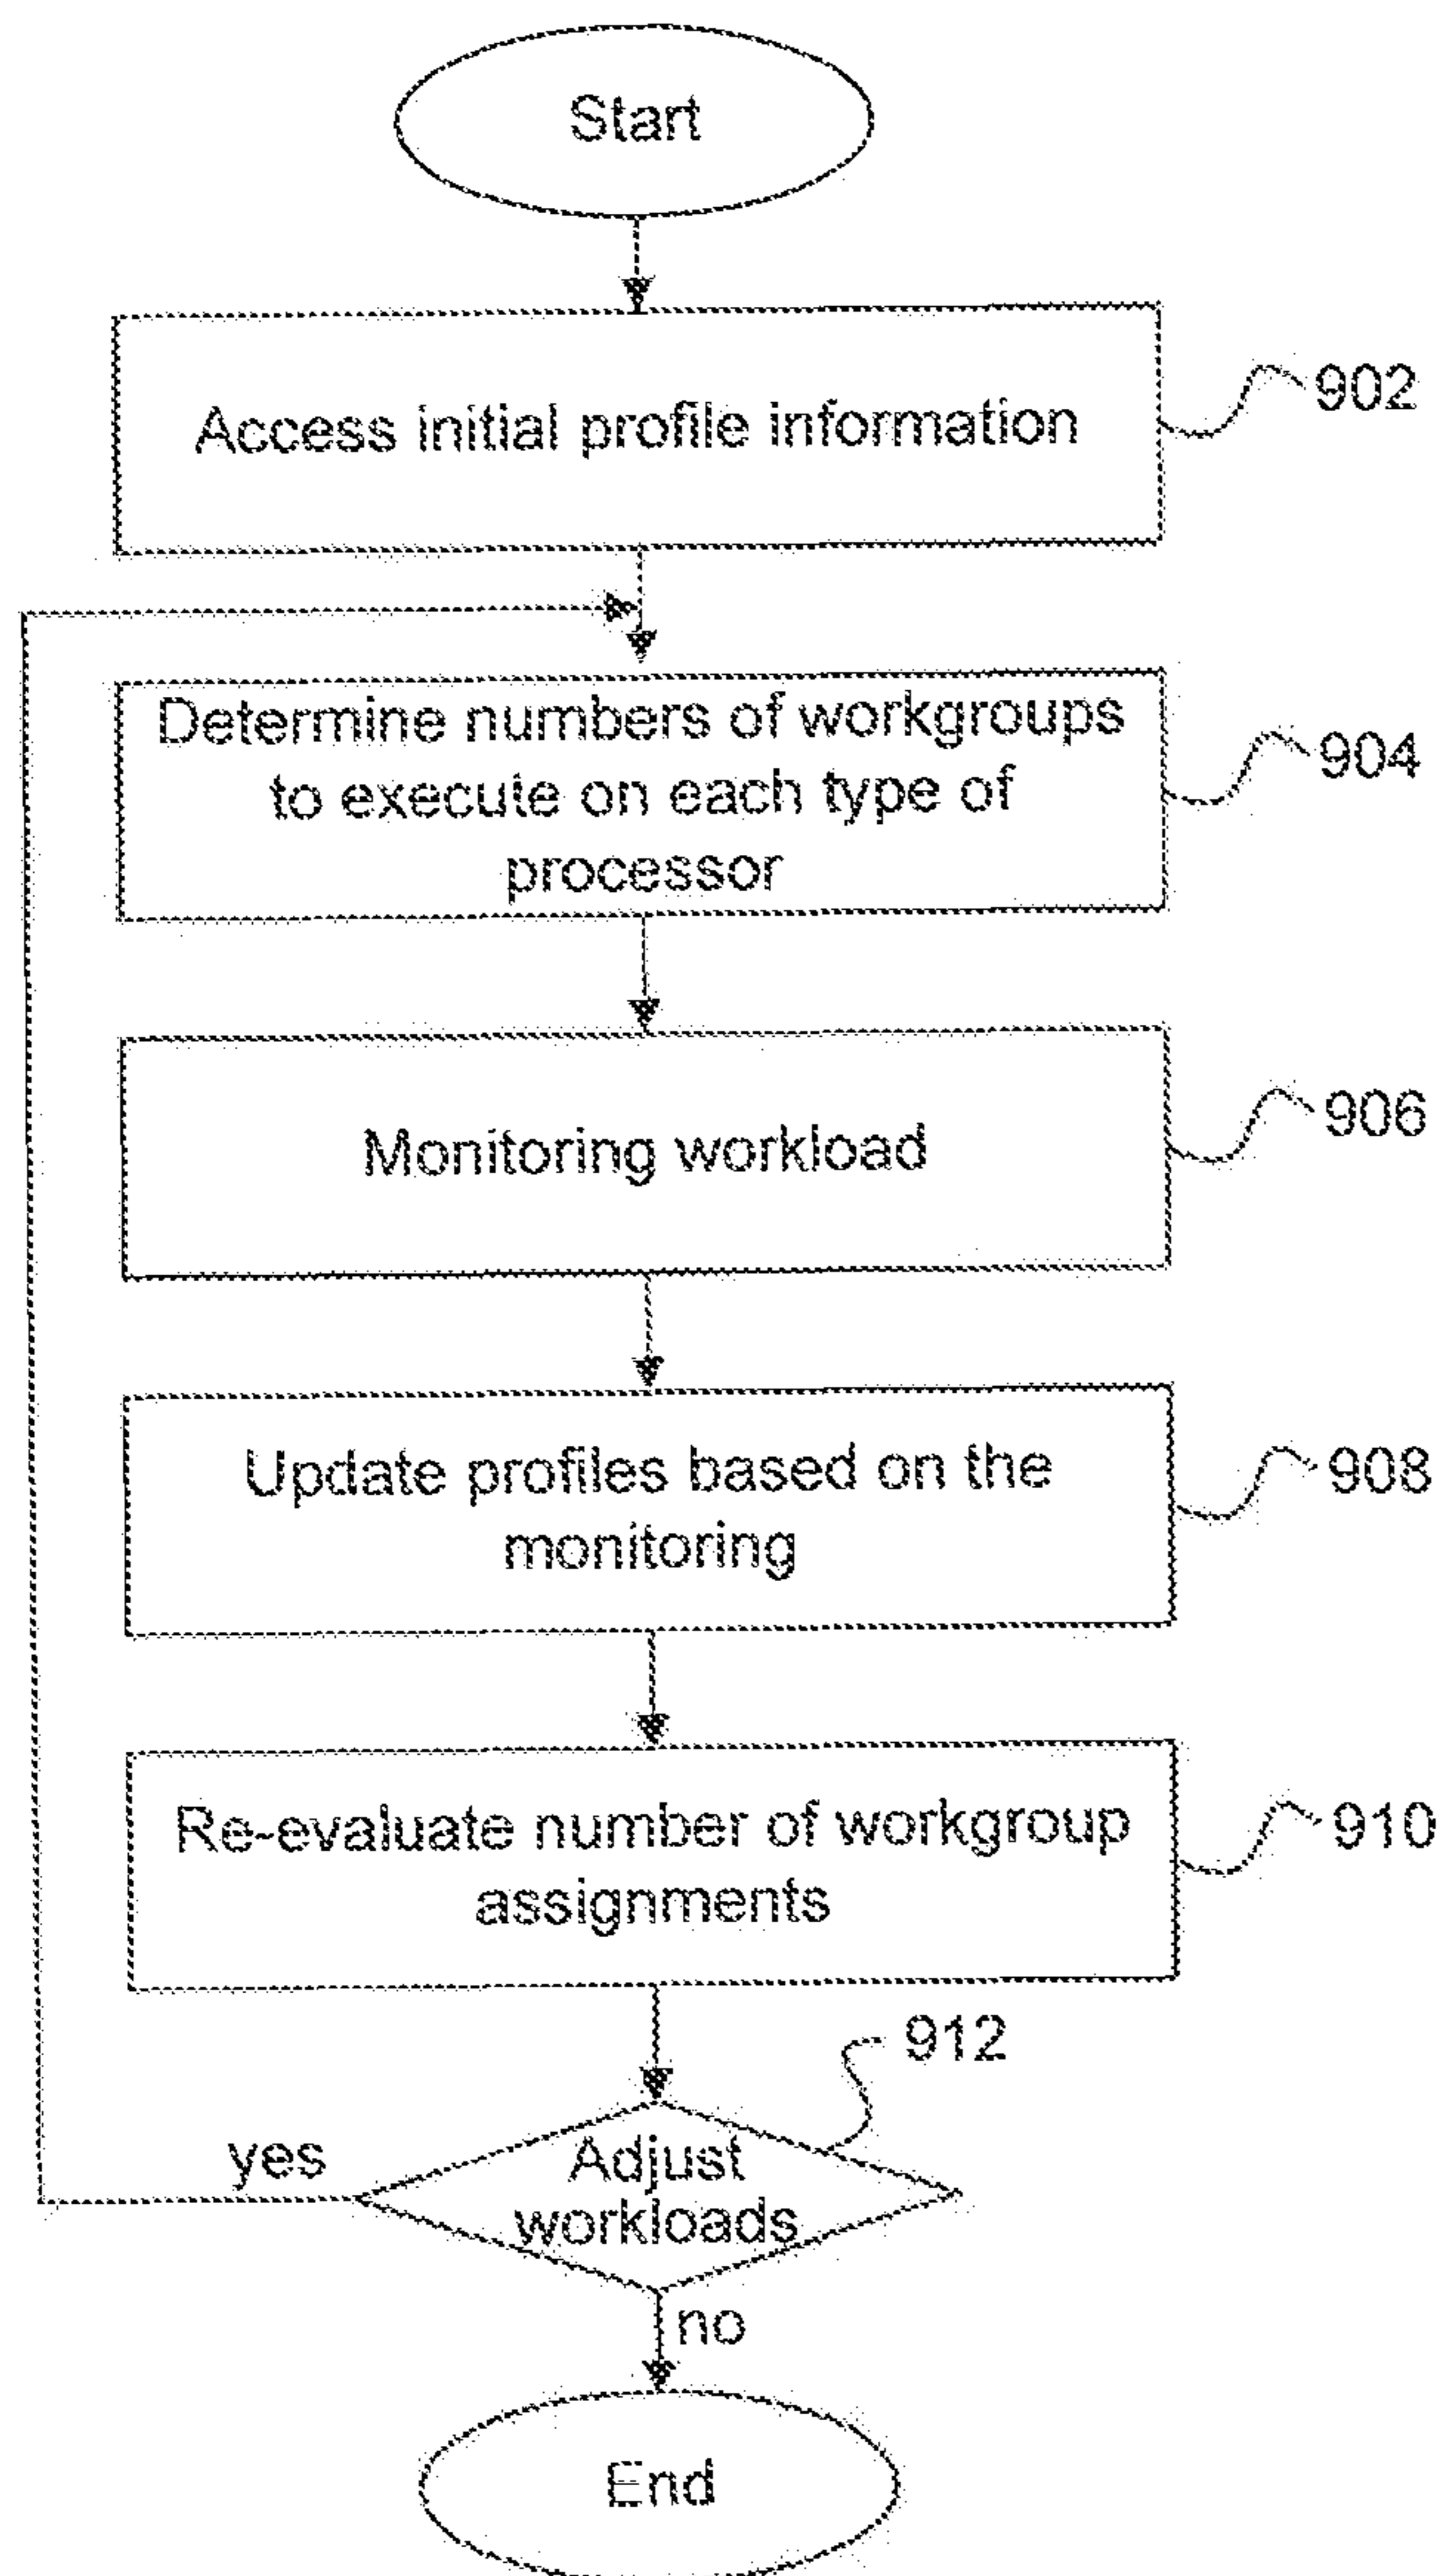 Start
Access initial profile information
902
Determine numbers of workgroups
to execute on each type of
processor
904
Monitoring workload
906
Update profiles based on the
monitoring
908
Re-evaluate number of workgroup
assignments
910
912
Adjust
workloads
yes
no
End